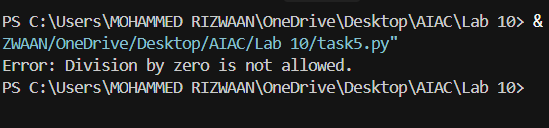 PS C:\Users\MOHAMMED RIZWAAN\OneDrive\Desktop\AIAC\Lab 10> &
ZWAAN/OneDrive/Desktop/AIAC/Lab 10/task5.py"
Error: Division by zero is not allowed.
PS C:\Users\MOHAMMED RIZWAAN\OneDrive\Desktop\AIAC\Lab 10>